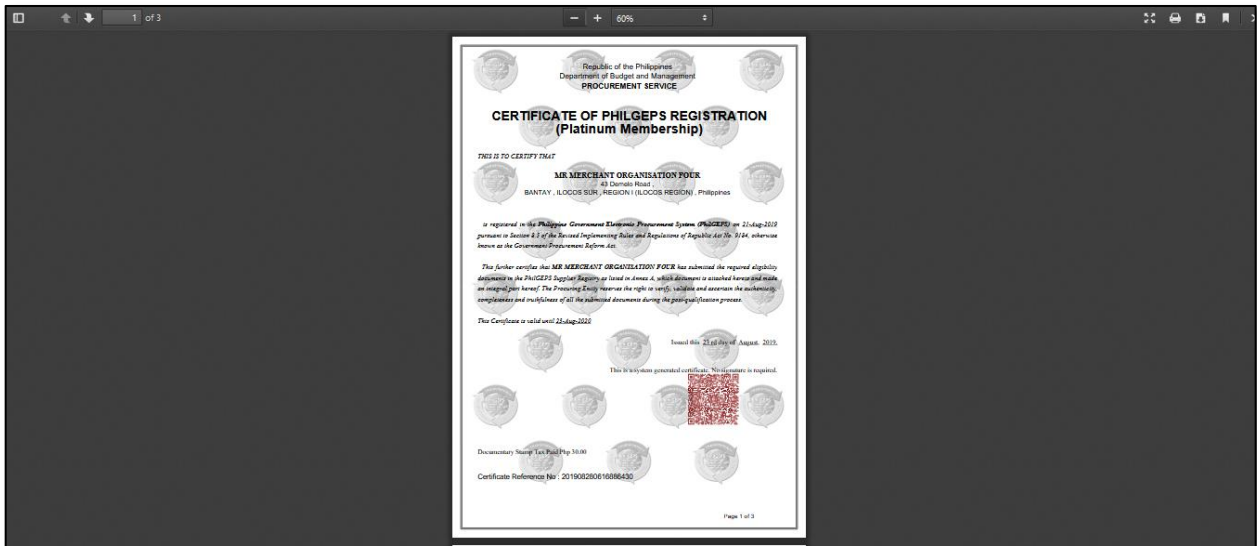 1 of 3
60%
Republic of the Philippines
Department of Budget and Management
PROCUREMENT SERVICE
CERTIFICATE OF PHILGEPS REGISTRATION
(Platinum Membership)
THIS IS TO CERTIFY THAT
MR MERCHANT ORGANISATION FOUR
43 Demelo Road ,
BANTAY , ILOCOS SUR , REGION I (ILOCOS REGION) , Philippines
is registered in the Philippine Government Electronic Procurement System (PhilGEPS) on 21-Aug-2019
pursuant to Section 8.5 of the Revised Implementing Rules and Regulations of Republic Act No. 9184, otherwise
known as the Government Procurement Reform Act.
This further certifies that MR MERCHANT ORGANISATION FOUR has submitted the required eligibility
documents in the PhilGEPS Supplier Registry as listed in Annex A, which document is attached hereto and made
an integral part hereof. The Procuring Entity reserves the right to verify, validate and ascertain the authenticity,
completeness and truthfulness of all the submitted documents during the post-qualification process.
This Certificate is valid until 23-Aug-2020
Issued this 23 rd day of August, 2019.
This is a system generated certificate. No signature is required.
Documentary Stamp Tax Paid Php 30.00
Certificate Reference No : 201908280616886430
Page 1 of 3